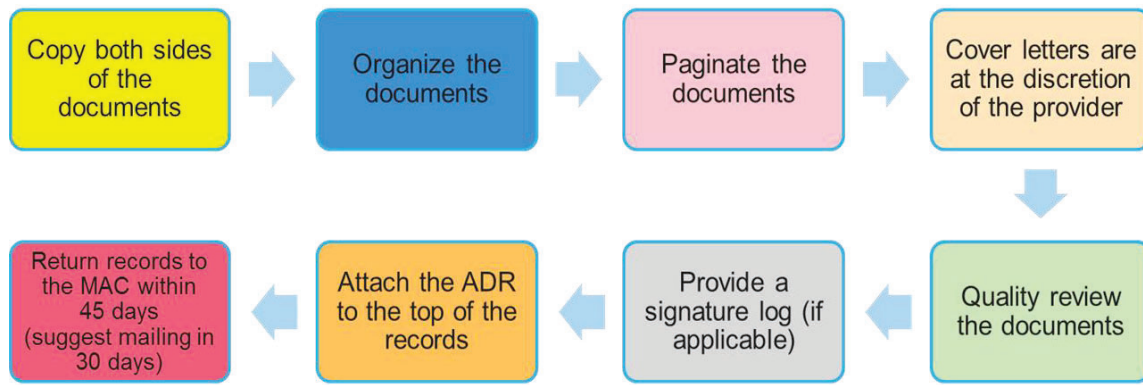 Copy both sides
of the
documents
Organize the
documents
Paginate the
documents
Cover letters are
at the discretion
of the provider
Quality review
the documents
Provide a
signature log (if
applicable)
Attach the ADR
to the top of the
records
Return records to
the MAC within
45 days
(suggest mailing in
30 days)